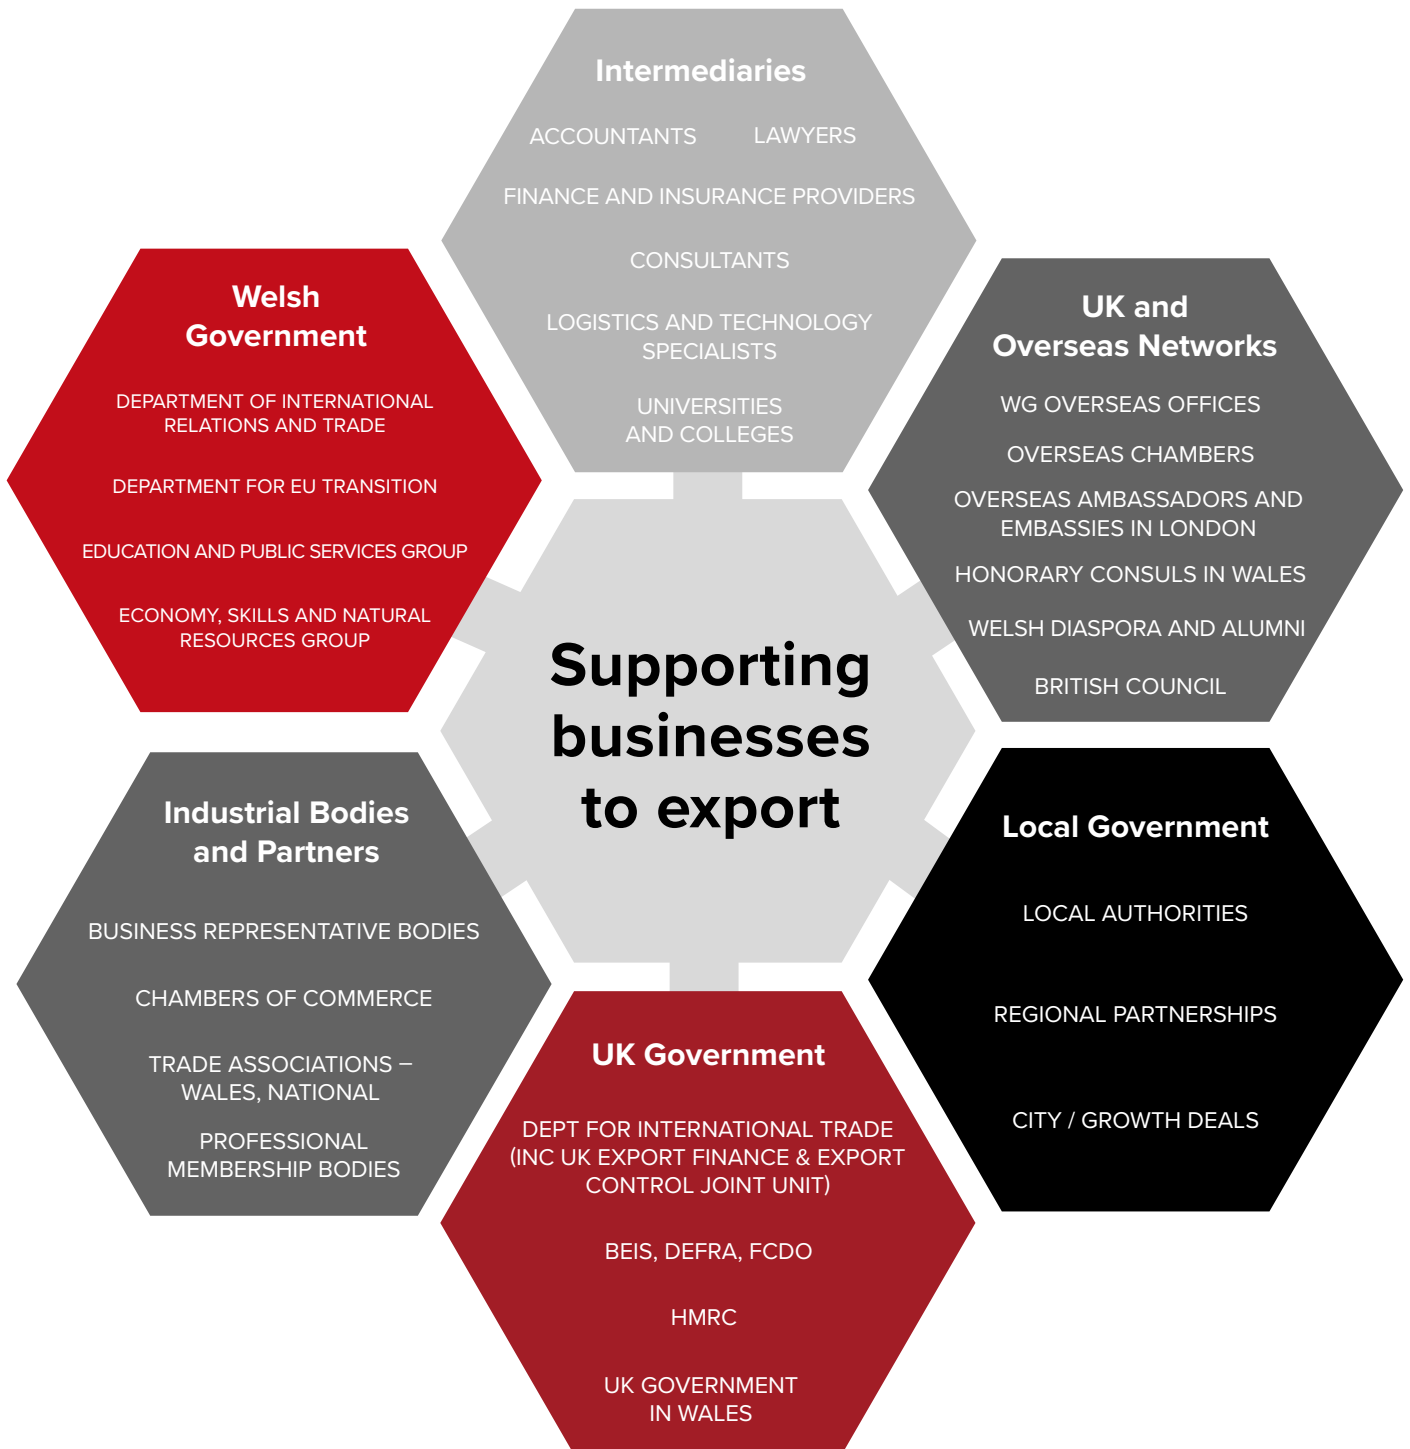 Intermediaries
ACCOUNTANTS LAWYERS
FINANCE AND INSURANCE PROVIDERS
CONSULTANTS
LOGISTICS AND TECHNOLOGY
SPECIALISTS
UNIVERSITIES
AND COLLEGES
Welsh
Government
DEPARTMENT OF INTERNATIONAL
RELATIONS AND TRADE
DEPARTMENT FOR EU TRANSITION
EDUCATION AND PUBLIC SERVICES GROUP
ECONOMY, SKILLS AND NATURAL
RESOURCES GROUP
UK and
Overseas Networks
WG OVERSEAS OFFICES
OVERSEAS CHAMBERS
OVERSEAS AMBASSADORS AND
EMBASSIES IN LONDON
HONORARY CONSULS IN WALES
WELSH DIASPORA AND ALUMNI
BRITISH COUNCIL
Supporting
businesses
to export
Industrial Bodies
and Partners
BUSINESS REPRESENTATIVE BODIES
CHAMBERS OF COMMERCE
TRADE ASSOCIATIONS –
WALES, NATIONAL
PROFESSIONAL
MEMBERSHIP BODIES
Local Government
LOCAL AUTHORITIES
REGIONAL PARTNERSHIPS
CITY / GROWTH DEALS
UK Government
DEPT FOR INTERNATIONAL TRADE
(INC UK EXPORT FINANCE & EXPORT
CONTROL JOINT UNIT)
BEIS, DEFRA, FCDO
HMRC
UK GOVERNMENT
IN WALES